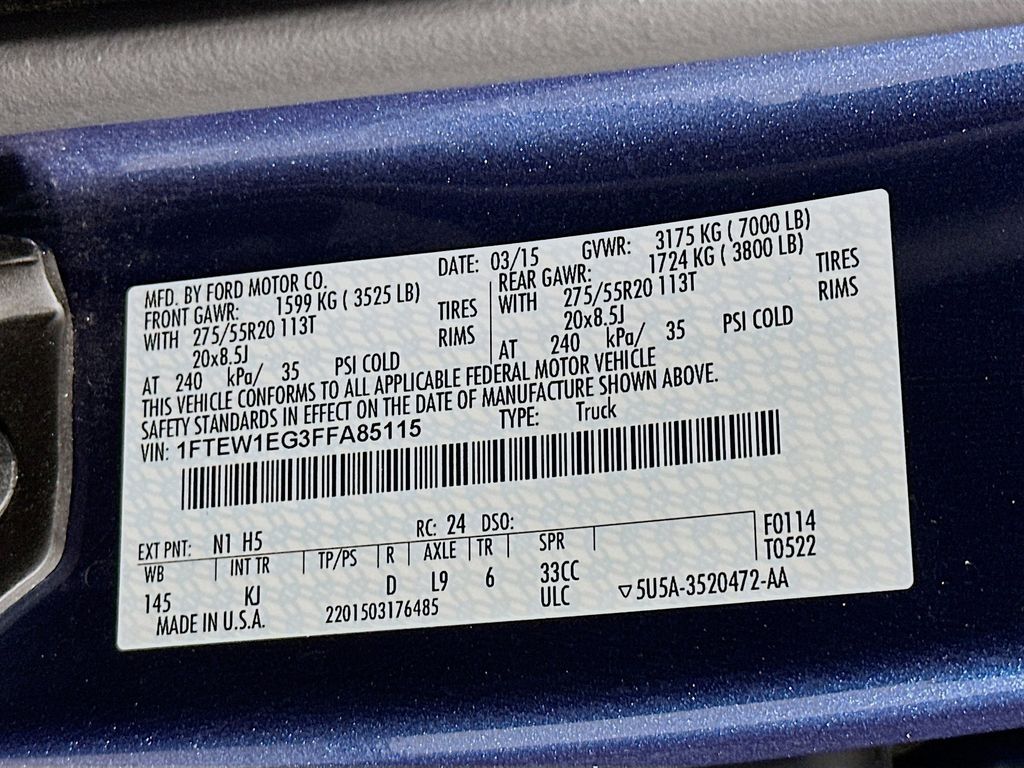 MFD. BY FORD MOTOR CO. DATE: 03/15 GVWR: 3175 KG ( 7000 LB)
FRONT GAWR: 1599 KG ( 3525 LB) REAR GAWR: 1724 KG ( 3800 LB)
WITH 275/55R20 113T TIRES WITH 275/55R20 113T TIRES
20x8.5J RIMS 20x8.5J RIMS
AT 240 kPa/ 35 PSI COLD AT 240 kPa/ 35 PSI COLD
THIS VEHICLE CONFORMS TO ALL APPLICABLE FEDERAL MOTOR VEHICLE
SAFETY STANDARDS IN EFFECT ON THE DATE OF MANUFACTURE SHOWN ABOVE.
VIN: 1FTEW1EG3FFA85115 TYPE: Truck
EXT PNT: N1 H5 RC: 24 DSO: F0114
WB INT TR TP/PS R AXLE TR SPR T0522
145 KJ D L9 6 33CC
MADE IN U.S.A. 2201503176485 ULC ▽5U5A-3520472-AA